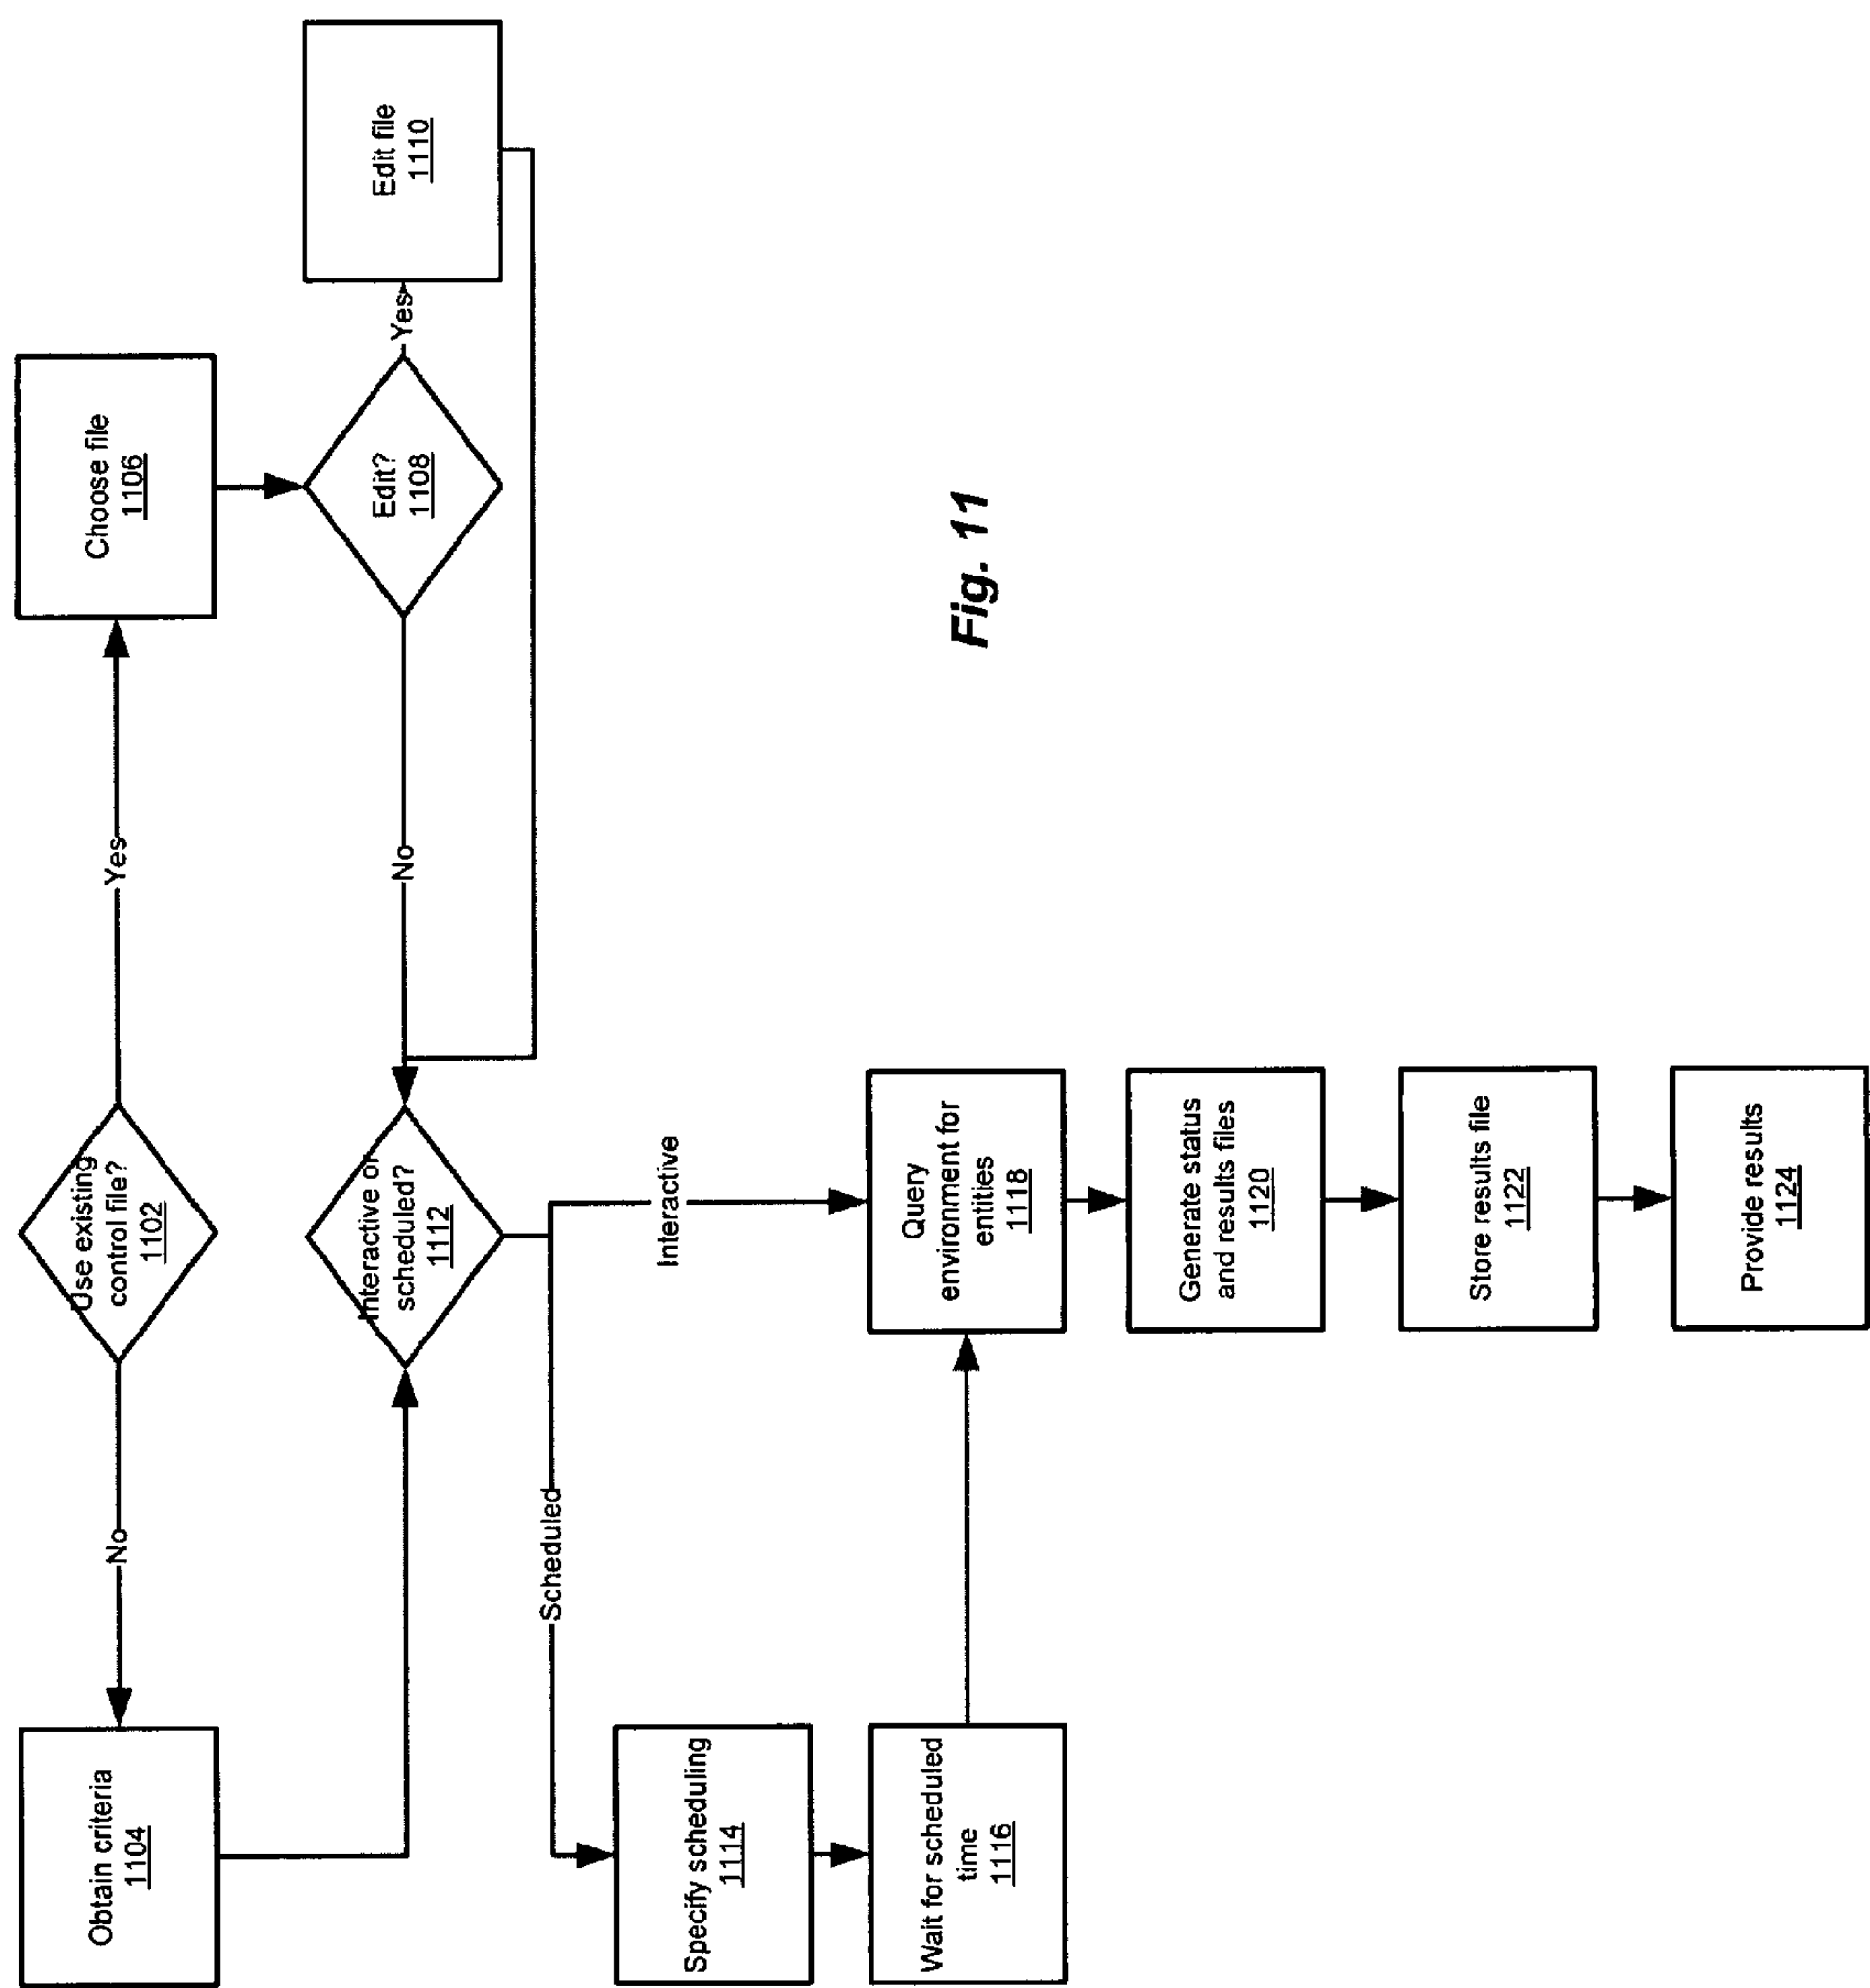 Use existing
control file?
1102
No
Yes
Obtain criteria
1104
Choose file
1106
Edit?
1108
Yes
No
Edit file
1110
Interactive or
scheduled?
1112
Scheduled
Interactive
Specify scheduling
1114
Wait for scheduled
time
1116
Query
environment for
entities
1118
Generate status
and results files
1120
Store results file
1122
Provide results
1124
Fig. 11